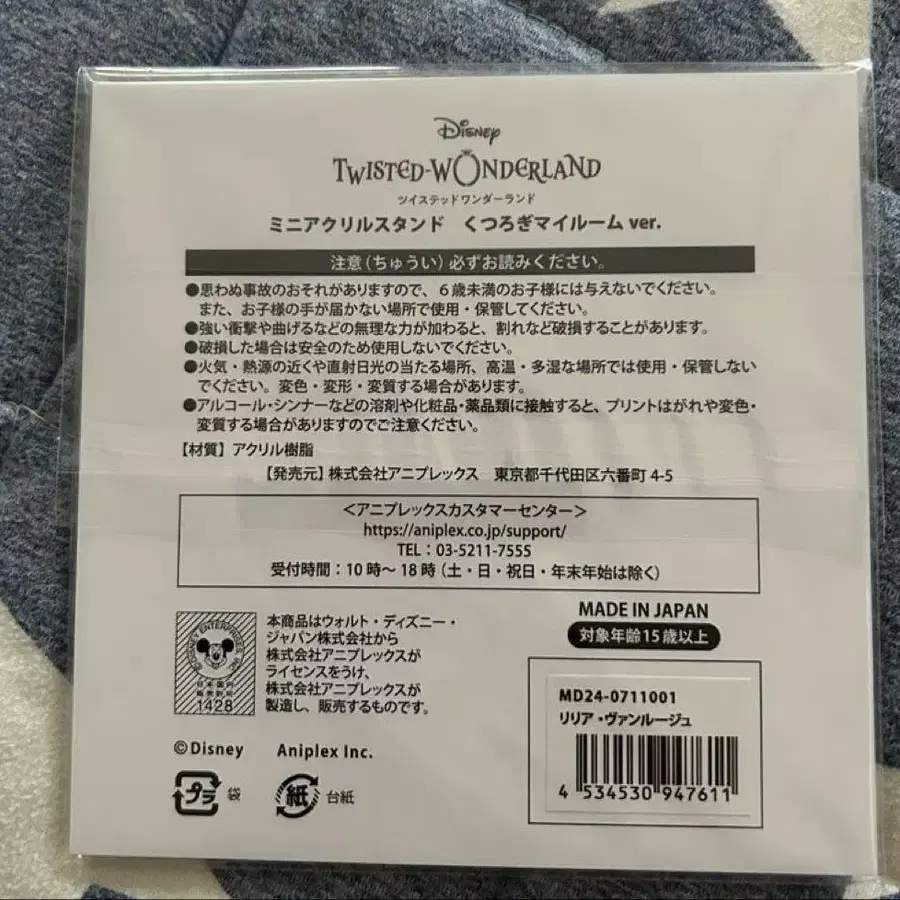 Disney
TWISTED-WONDERLAND
ツイステッドワンダーランド
ミニアクリルスタンド　くつろぎマイルーム ver.
注意（ちゅうい）必ずお読みください。
●思わぬ事故のおそれがありますので、６歳未満のお子様には与えないでください。
また、お子様の手が届かない場所で使用・保管してください。
●強い衝撃や曲げるなどの無理な力が加わると、割れなど破損することがあります。
●破損した場合は安全のため使用しないでください。
●火気・熱源の近くや直射日光の当たる場所、高温・多湿な場所では使用・保管しない
でください。変色・変形・変質する場合があります。
●アルコール・シンナーなどの溶剤や化粧品・薬品類に接触すると、プリントはがれや変色・
変質する場合がありますのでご注意ください。
【材質】アクリル樹脂
【発売元】株式会社アニプレックス　東京都千代田区六番町 4-5
＜アニプレックスカスタマーセンター＞
https://aniplex.co.jp/support/
TEL：03-5211-7555
受付時間：10 時～ 18 時（土・日・祝日・年末年始は除く）
©DISNEY ENTERPRISES, INC.
日本国内
販売許可
1428
本商品はウォルト・ディズニー・
ジャパン株式会社から
株式会社アニプレックスが
ライセンスをうけ、
株式会社アニプレックスが
製造し、販売するものです。
MADE IN JAPAN
対象年齢15歳以上
MD24-0711001
リリア・ヴァンルージュ
4 534530 947611
©Disney　Aniplex Inc.
プラ 袋
紙 台紙